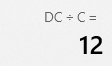 DC ÷ C =
12